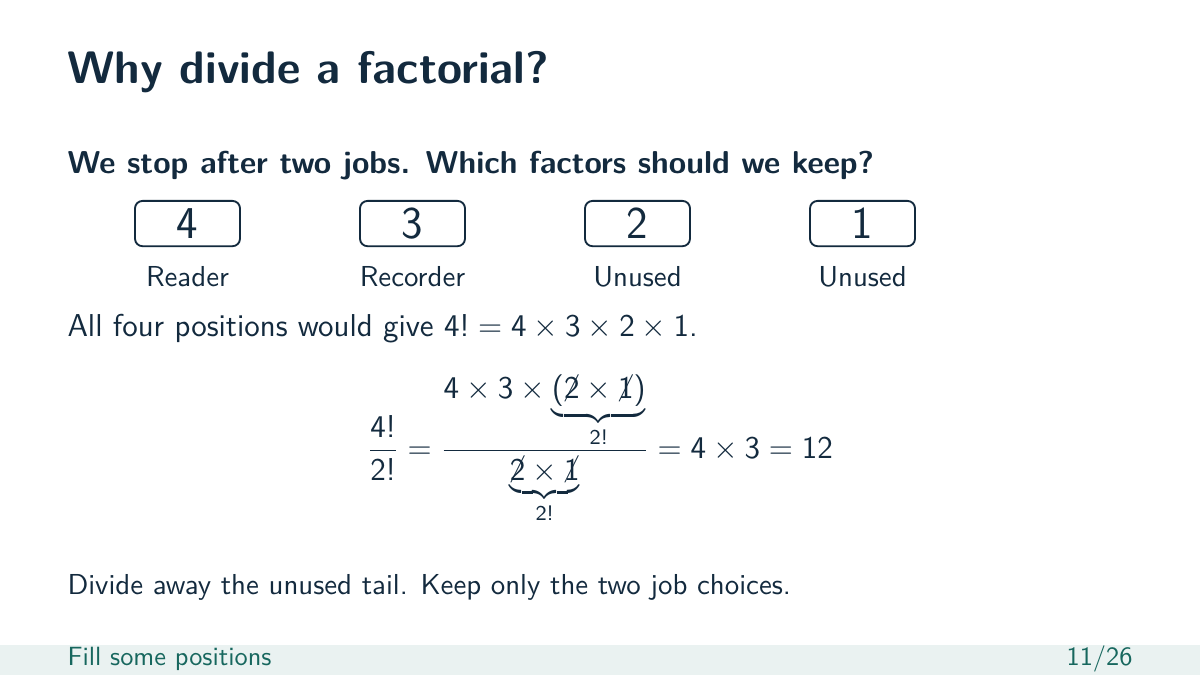 Why divide a factorial?
We stop after two jobs. Which factors should we keep?
4 3 2 1
Reader Recorder Unused Unused
All four positions would give 4! = 4 × 3 × 2 × 1.
4 × 3 × (2 × 1)
2!
4!
2!
= = 4 × 3 = 12
2 × 1
2!
Divide away the unused tail. Keep only the two job choices.
Fill some positions 11/26